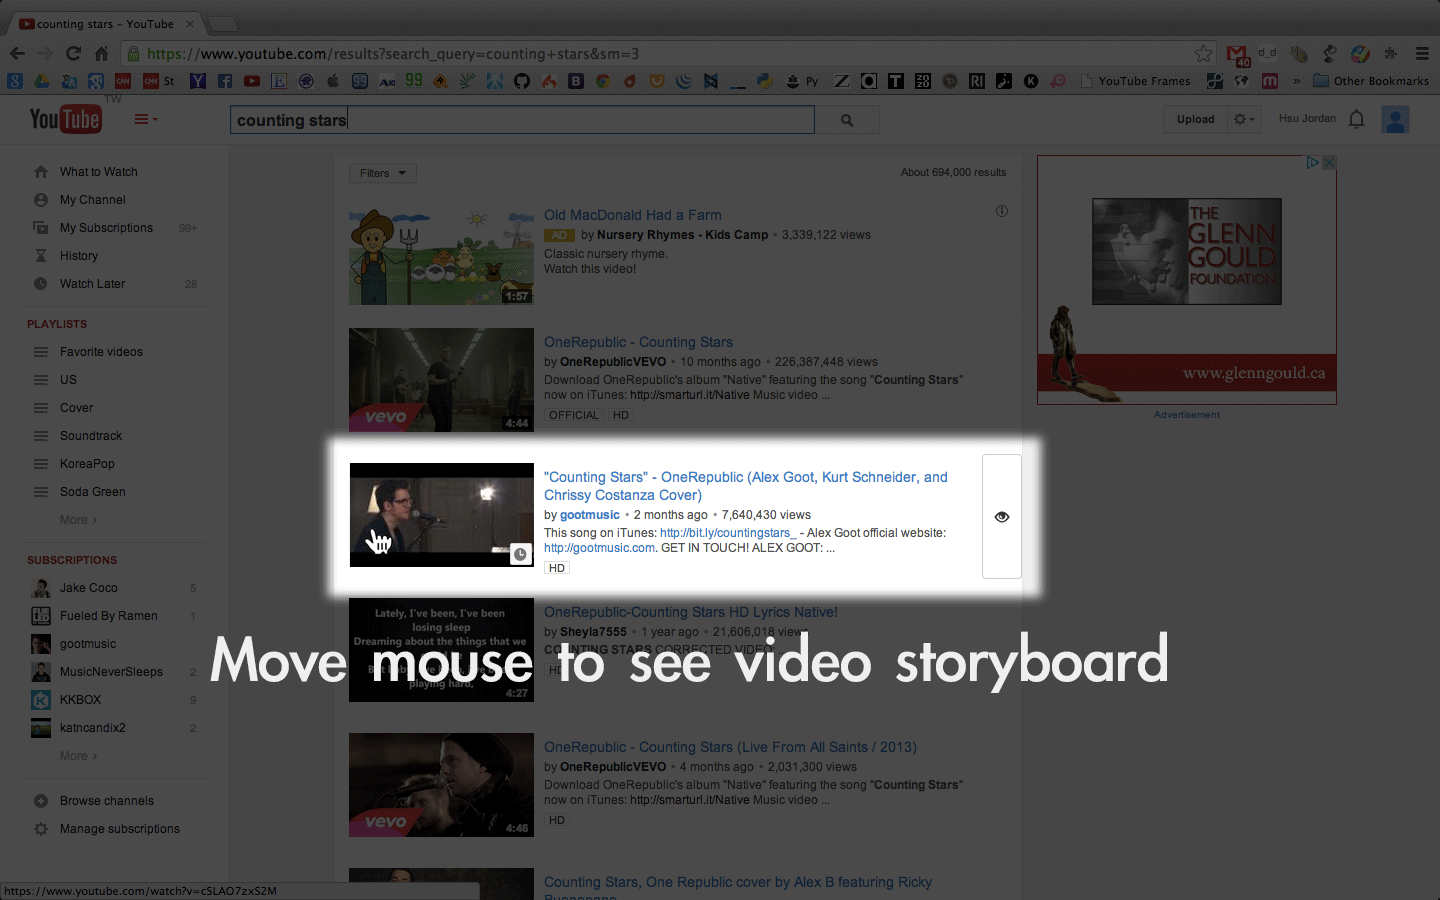 counting stars - YouTube
https://www.youtube.com/results?search_query=counting+stars&sm=3
40
CNN
CNN St
99
99
Py
ZO
20
RI
YouTube Frames
»
Other Bookmarks
YouTube TW
counting stars
Upload
Hsu Jordan
What to Watch
My Channel
My Subscriptions 99+
History
Watch Later 28
PLAYLISTS
Favorite videos
US
Cover
Soundtrack
KoreaPop
Soda Green
More ›
SUBSCRIPTIONS
Jake Coco 5
Fueled By Ramen 1
gootmusic
MusicNeverSleeps 2
KKBOX 9
katncandix2 2
More ›
Browse channels
Manage subscriptions
Filters
About 694,000 results
Old MacDonald Had a Farm
AD by Nursery Rhymes - Kids Camp • 3,339,122 views
Classic nursery rhyme.
Watch this video!
1:57
OneRepublic - Counting Stars
by OneRepublicVEVO • 10 months ago • 226,387,448 views
Download OneRepublic's album "Native" featuring the song "Counting Stars"
now on iTunes: http://smarturl.it/Native Music video ...
OFFICIAL HD
vevo
4:44
"Counting Stars" - OneRepublic (Alex Goot, Kurt Schneider, and
Chrissy Costanza Cover)
by gootmusic • 2 months ago • 7,640,430 views
This song on iTunes: http://bit.ly/countingstars_ - Alex Goot official website:
http://gootmusic.com. GET IN TOUCH! ALEX GOOT: ...
HD
Lately, I've been, I've been
losing sleep
Dreaming about the things that we
playing hard,
4:27
OneRepublic-Counting Stars HD Lyrics Native!
by Sheyla7555 • 1 year ago • 21,606,018 views
COUNTING STARS CORRECTED VIDEO:
HD
Move mouse to see video storyboard
OneRepublic - Counting Stars (Live From All Saints / 2013)
by OneRepublicVEVO • 4 months ago • 2,031,300 views
Download OneRepublic's album "Native" featuring the song "Counting Stars"
now on iTunes: http://smarturl.it/Native Music video ...
HD
vevo
4:46
Counting Stars, One Republic cover by Alex B featuring Ricky
THE
GLENN
GOULD
FOUNDATION
www.glenngould.ca
Advertisement
https://www.youtube.com/watch?v=cSLAO7zxS2M